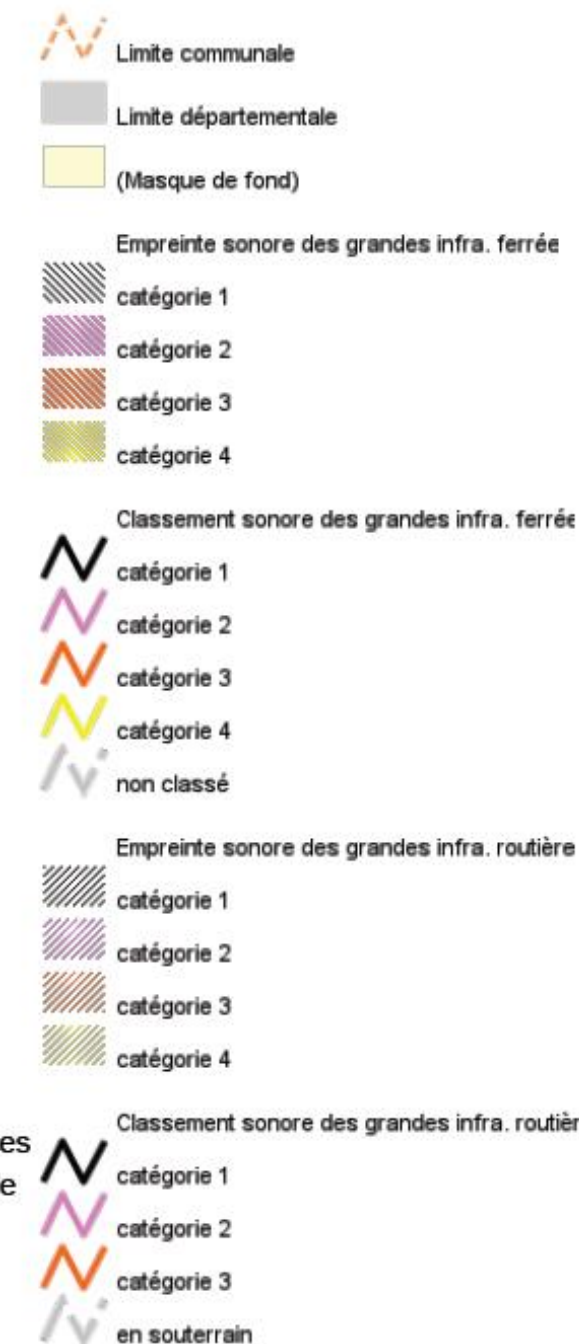 Limite communale
Limite départementale
(Masque de fond)
Empreinte sonore des grandes infra. ferrée
catégorie 1
catégorie 2
catégorie 3
catégorie 4
Classement sonore des grandes infra. ferrée
catégorie 1
catégorie 2
catégorie 3
catégorie 4
non classé
Empreinte sonore des grandes infra. routière
catégorie 1
catégorie 2
catégorie 3
catégorie 4
Classement sonore des grandes infra. routièr
es
e
catégorie 1
catégorie 2
catégorie 3
en souterrain